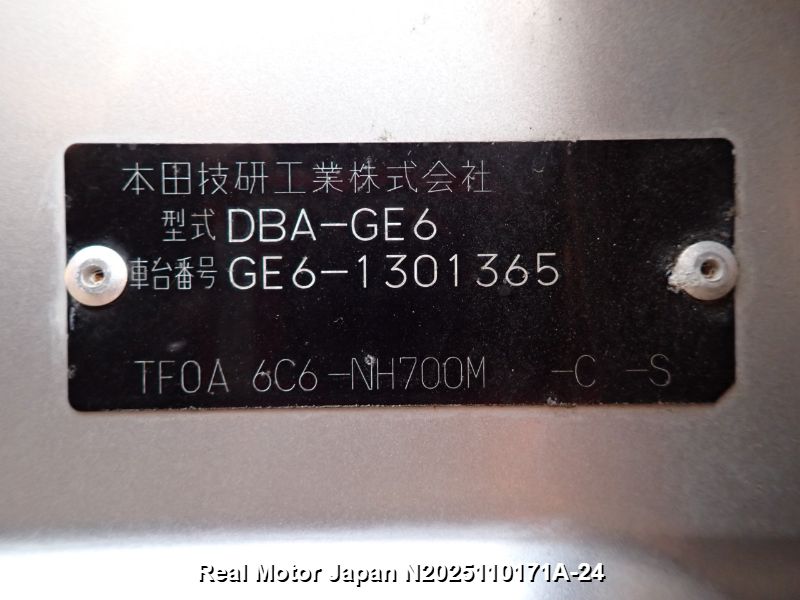 本田技研工業株式会社
型式 DBA-GE6
車台番号 GE6-1301365
TF0A 6C6-NH700M -C -S
Real Motor Japan N2025110171A-24